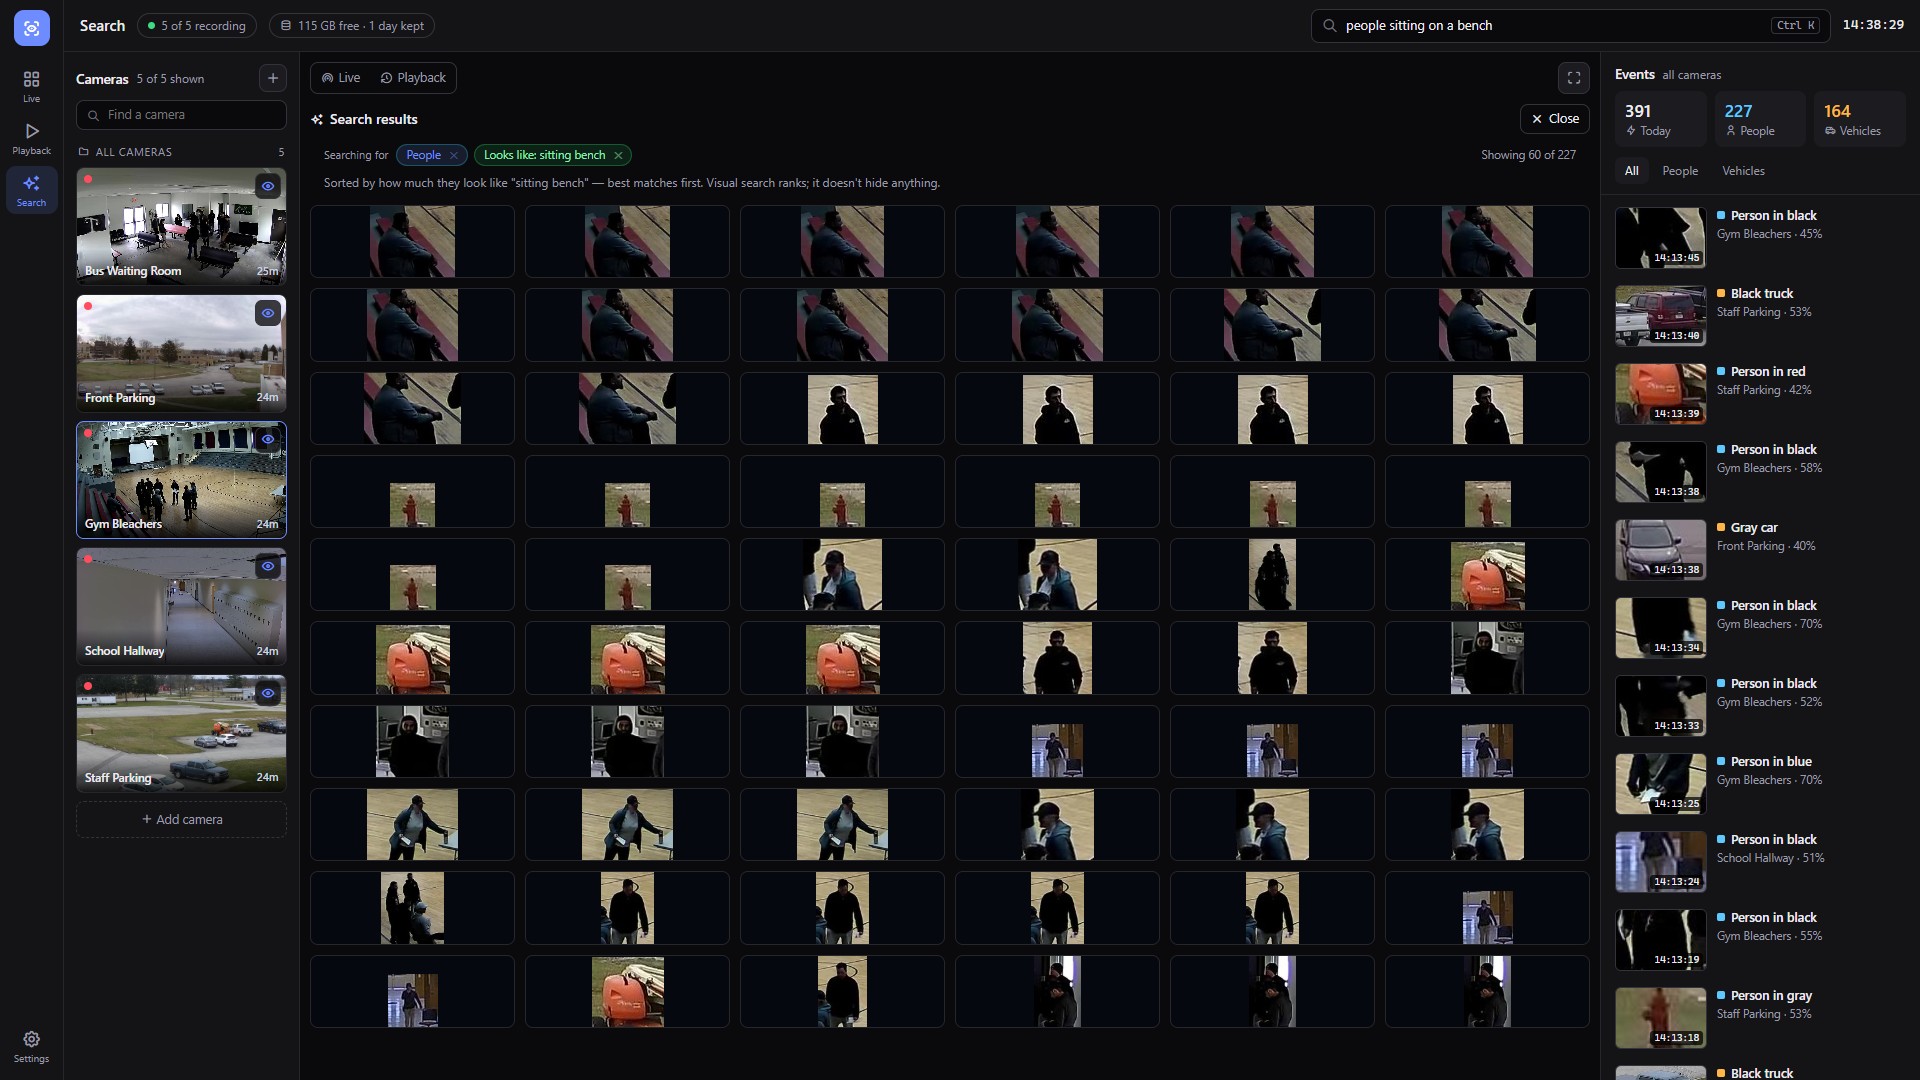 Search
5 of 5 recording
115 GB free · 1 day kept
people sitting on a bench
Ctrl K
14:38:29
Live
Playback
Search
Settings
Cameras 5 of 5 shown
Find a camera
ALL CAMERAS 5
Bus Waiting Room 25m
Front Parking 24m
Gym Bleachers 24m
School Hallway 24m
Staff Parking 24m
+ Add camera
Live
Playback
Search results
Close
Searching for People Looks like: sitting bench
Showing 60 of 227
Sorted by how much they look like "sitting bench" — best matches first. Visual search ranks; it doesn't hide anything.
Events all cameras
391
Today
227
People
164
Vehicles
All People Vehicles
Person in black
Gym Bleachers · 45%
14:13:45
Black truck
Staff Parking · 53%
14:13:40
Person in red
Staff Parking · 42%
14:13:39
Person in black
Gym Bleachers · 58%
14:13:38
Gray car
Front Parking · 40%
14:13:38
Person in black
Gym Bleachers · 70%
14:13:34
Person in black
Gym Bleachers · 52%
14:13:33
Person in blue
Gym Bleachers · 70%
14:13:25
Person in black
School Hallway · 51%
14:13:24
Person in black
Gym Bleachers · 55%
14:13:19
Person in gray
Staff Parking · 53%
14:13:18
Black truck